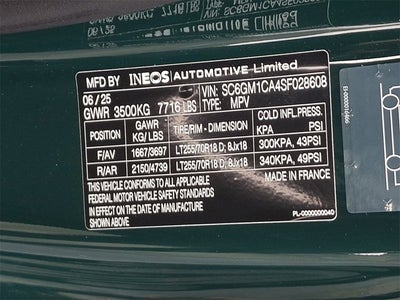 MFD BY INEOS AUTOMOTIVE Limited
06 / 25 VIN: SC6GM1CA4SF028608
GVWR 3500KG 7716 LBS TYPE: MPV
POSITION GAWR KG/LBS TIRE/RIM - DIMENSION COLD INFL.PRESS. KPA PSI
F/AV 1667/3697 LT255/70R18 D; 8Jx18 300KPA, 43PSI
R/AR 2150/4739 LT255/70R18 D; 8Jx18 340KPA, 49PSI
THIS VEHICLE CONFORMS TO ALL APPLICABLE MADE IN FRANCE
FEDERAL MOTOR VEHICLE SAFETY STANDARDS
IN EFFECT ON THE DATE OF MANUFACTURE
SHOWN ABOVE.
PL-0000000040